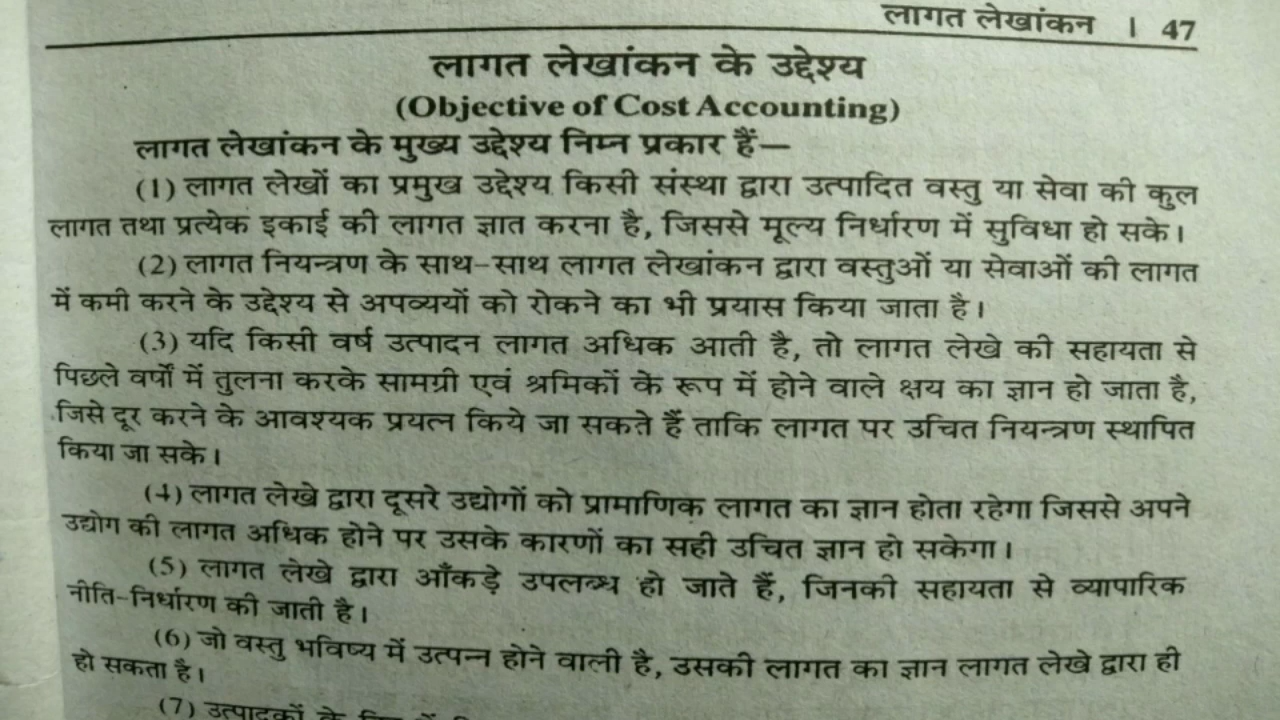 लागत लेखांकन । 47
लागत लेखांकन के उद्देश्य
(Objective of Cost Accounting)
लागत लेखांकन के मुख्य उद्देश्य निम्न प्रकार हैं—
(1) लागत लेखों का प्रमुख उद्देश्य किसी संस्था द्वारा उत्पादित वस्तु या सेवा की कुल
लागत तथा प्रत्येक इकाई की लागत ज्ञात करना है, जिससे मूल्य निर्धारण में सुविधा हो सके।
(2) लागत नियन्त्रण के साथ-साथ लागत लेखांकन द्वारा वस्तुओं या सेवाओं की लागत
में कमी करने के उद्देश्य से अपव्ययों को रोकने का भी प्रयास किया जाता है।
(3) यदि किसी वर्ष उत्पादन लागत अधिक आती है, तो लागत लेखे की सहायता से
पिछले वर्षों में तुलना करके सामग्री एवं श्रमिकों के रूप में होने वाले क्षय का ज्ञान हो जाता है,
जिसे दूर करने के आवश्यक प्रयत्न किये जा सकते हैं ताकि लागत पर उचित नियन्त्रण स्थापित
किया जा सके।
(4) लागत लेखे द्वारा दूसरे उद्योगों को प्रामाणिक लागत का ज्ञान होता रहेगा जिससे अपने
उद्योग की लागत अधिक होने पर उसके कारणों का सही उचित ज्ञान हो सकेगा।
(5) लागत लेखे द्वारा आँकड़े उपलब्ध हो जाते हैं, जिनकी सहायता से व्यापारिक
नीति-निर्धारण की जाती है।
(6) जो वस्तु भविष्य में उत्पन्न होने वाली है, उसकी लागत का ज्ञान लागत लेखे द्वारा ही
हो सकता है।
(7) उत्पादकों के